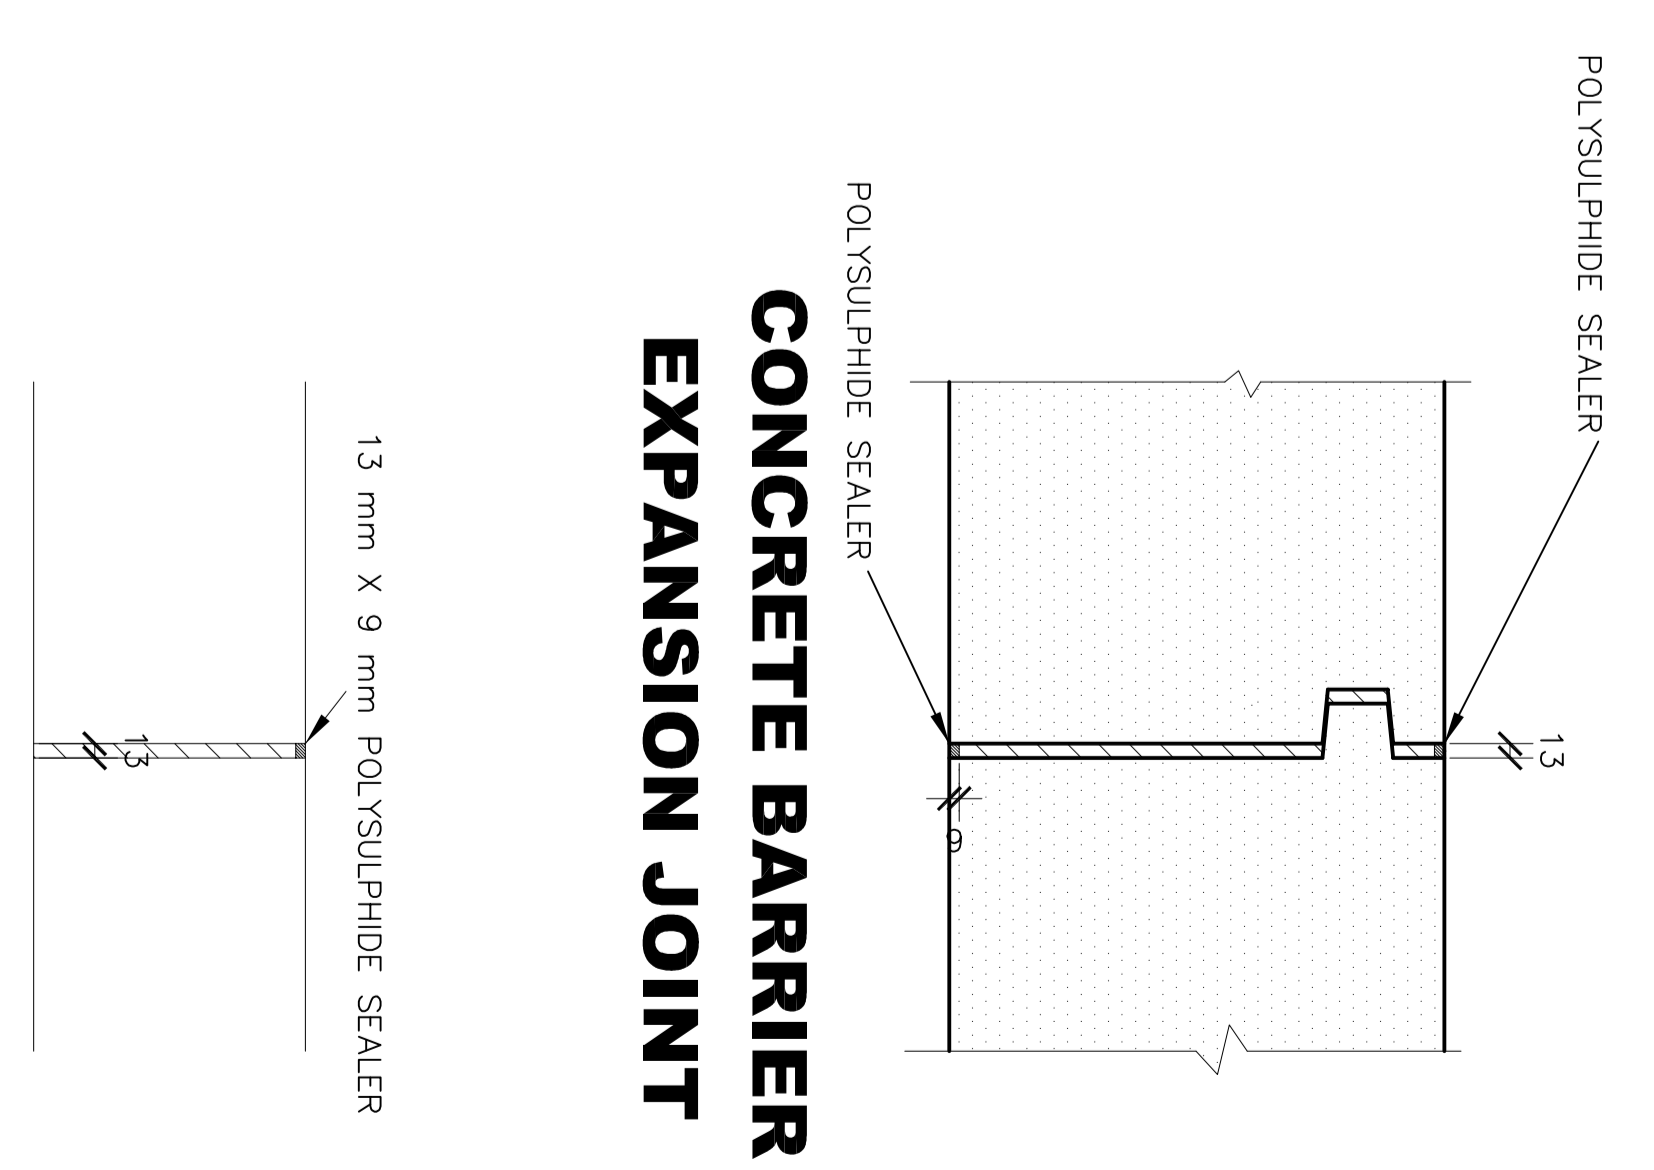 POLYSULPHIDE SEALER
13
9
POLYSULPHIDE SEALER
CONCRETE BARRIER
EXPANSION JOINT
13 mm X 9 mm POLYSULPHIDE SEALER
13